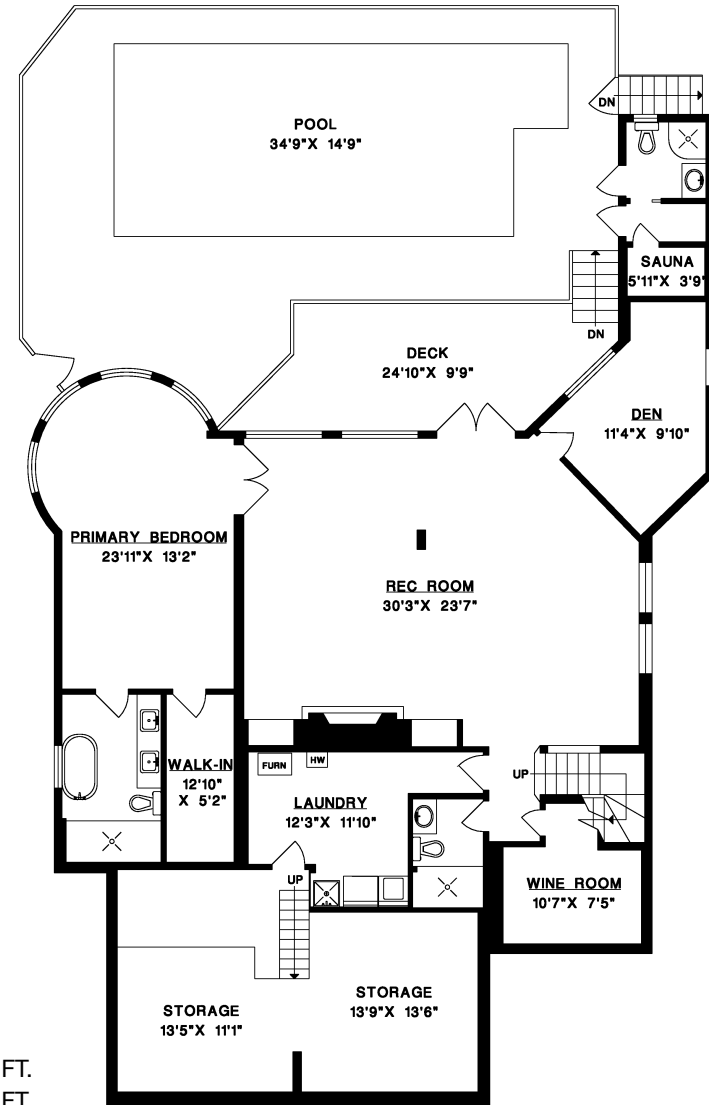 POOL
34'9"X 14'9"
DN
SAUNA
5'11"X 3'9"
DN
DECK
24'10"X 9'9"
DEN
11'4"X 9'10"
PRIMARY BEDROOM
23'11"X 13'2"
REC ROOM
30'3"X 23'7"
FURN
HW
UP
WALK-IN
12'10"
X 5'2"
LAUNDRY
12'3"X 11'10"
UP
WINE ROOM
10'7"X 7'5"
STORAGE
13'5"X 11'1"
STORAGE
13'9"X 13'6"
FT.
FT.